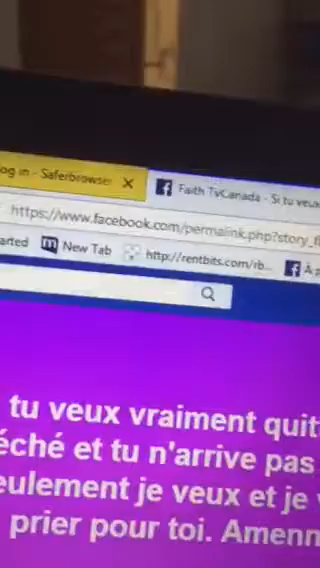 og in - Saferbrowser
Faith TvCanada - Si tu veux
https://www.facebook.com/permalink.php?story_f
arted New Tab http://rentbits.com/rb... À p
tu veux vraiment quit
éché et tu n'arrive pas
eulement je veux et je v
prier pour toi. Amenn